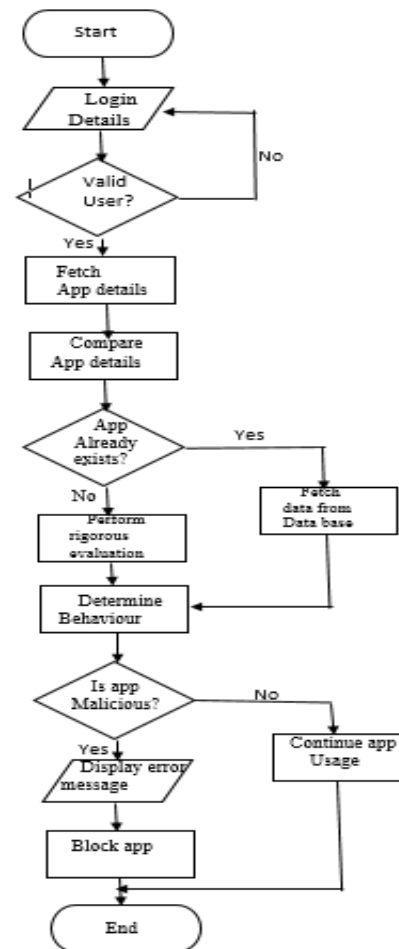 Start
Login
Details
No
Valid
User?
Yes
Fetch
App details
Compare
App details
App
Already
exists?
Yes
No
Fetch
data from
Data base
Perform
rigorous
evaluation
Determine
Behaviour
Is app
Malicious?
No
Yes
Continue app
Usage
Display error
message
Block app
End